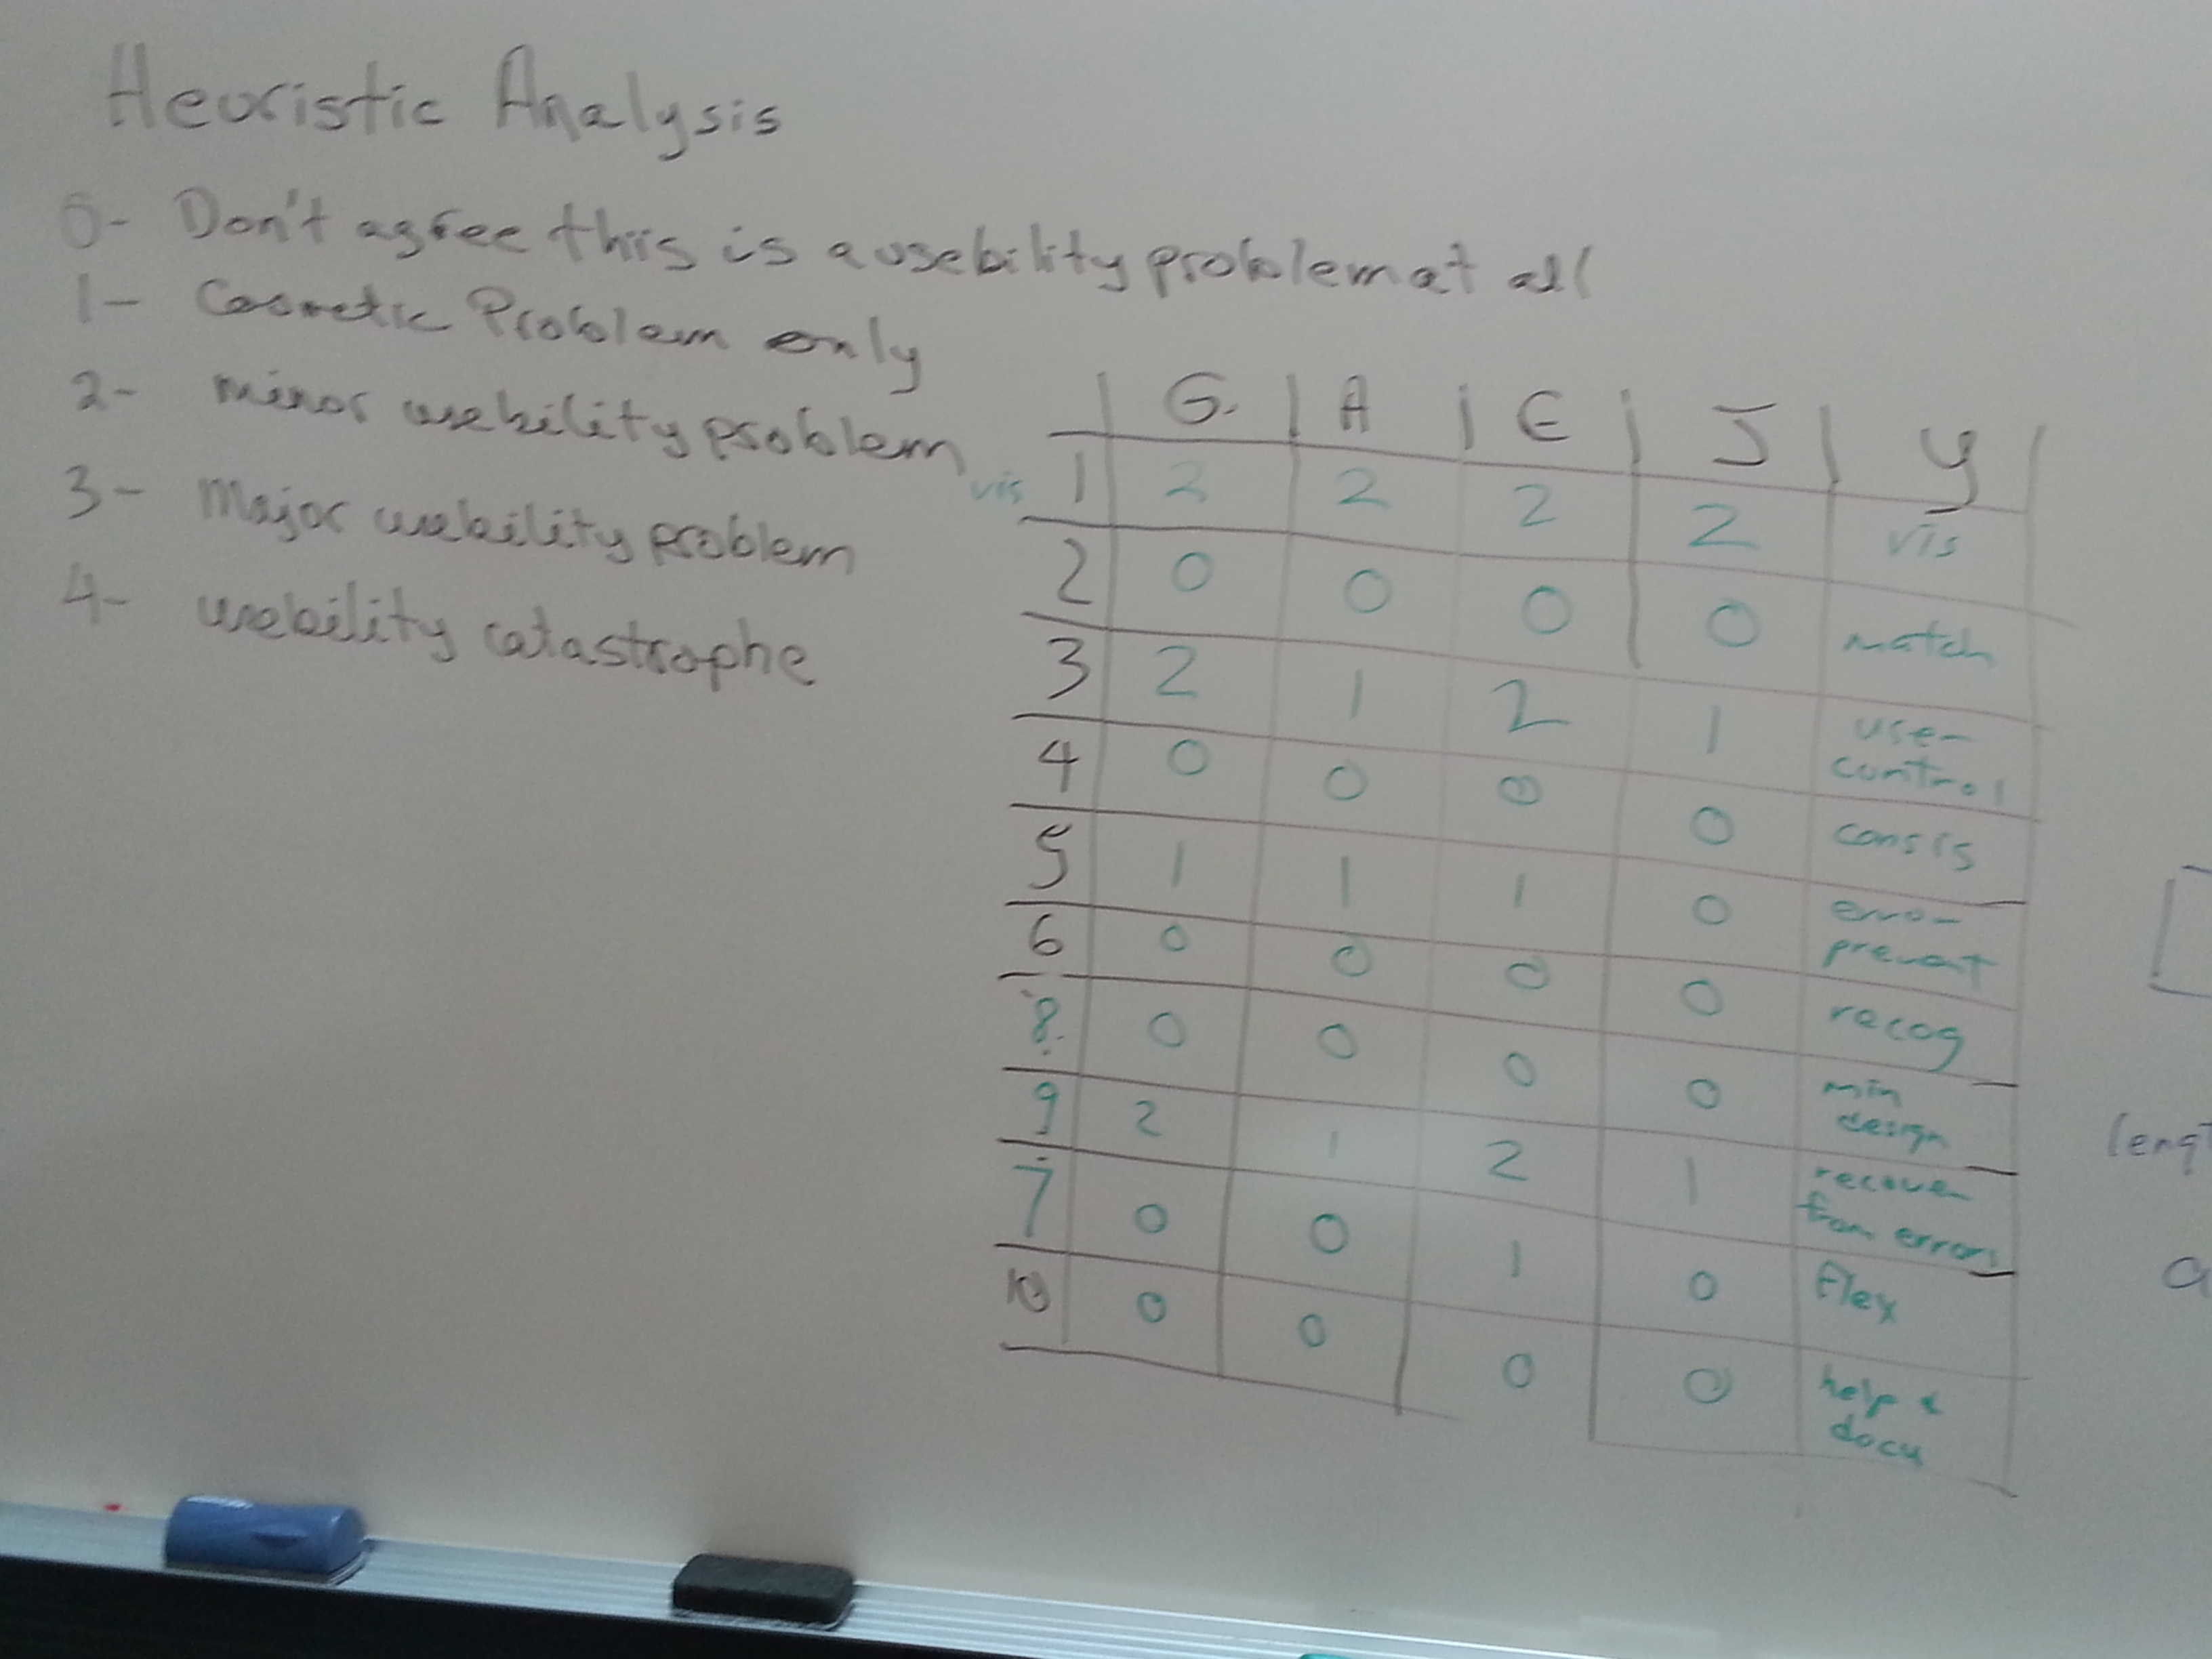 Heuristic Analysis
0- Don't agree this is a usebility problem at all
1- Cosmetic Problem only
2- minor usebility problem
3- Major usebility problem
4- usebility catastrophe
G. A E J Y
vis 1 2 2 2 2 vis
2 0 0 0 0 match
3 2 1 2 1 use-
control
4 0 0 0 0 consis
5 1 1 1 0 erro-
prevent
6 0 0 0 0 recog
8 0 0 0 0 min
design
9 2 1 2 1 recover
from errors
7 0 0 1 0 Flex
10 0 0 0 0 help &
docu